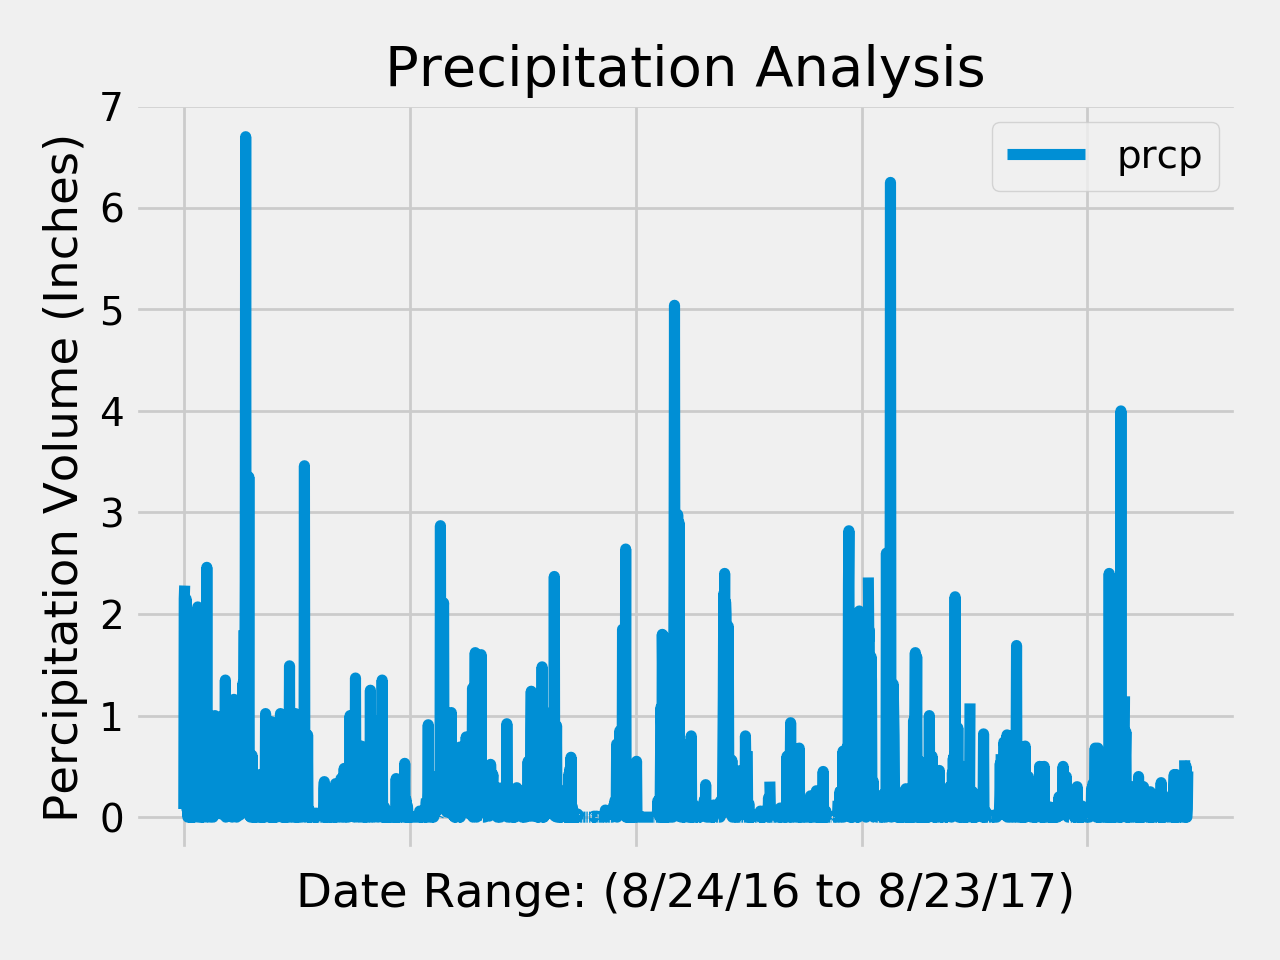 Precipitation Analysis
prcp
Percipitation Volume (Inches)
7
6
5
4
3
2
1
0
Date Range: (8/24/16 to 8/23/17)